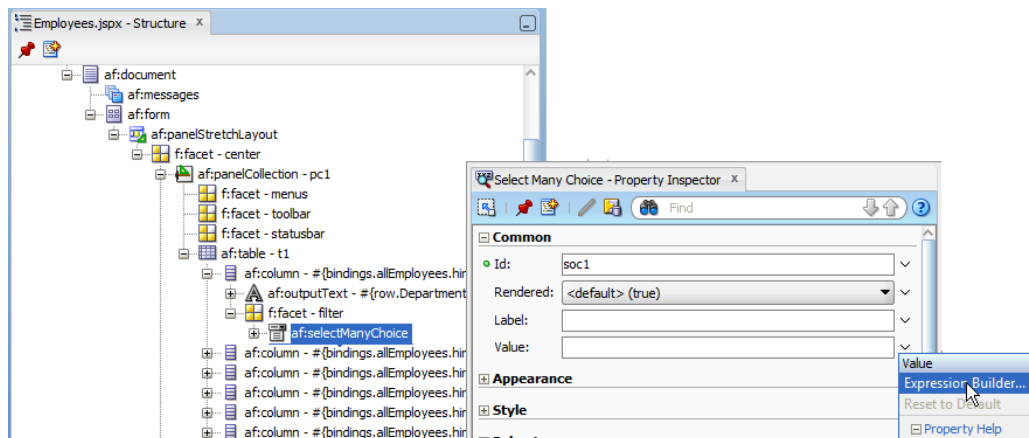 Employees.jspx - Structure x
af:document
af:messages
af:form
af:panelStretchLayout
f:facet - center
af:panelCollection - pc1
f:facet - menus
f:facet - toolbar
f:facet - statusbar
af:table - t1
af:column - #{bindings.allEmployees.hin
af:outputText - #{row.Department
f:facet - filter
af:selectManyChoice
af:column - #{bindings.allEmployees.hin
af:column - #{bindings.allEmployees.hin
af:column - #{bindings.allEmployees.hin
af:column - #{bindings.allEmployees.hin
af:column - #{bindings.allEmployees.hin
Select Many Choice - Property Inspector x
Find
Common
Id: soc1
Rendered: <default> (true)
Label:
Value:
Appearance
Style
Value
Expression Builder...
Reset to Default
Property Help